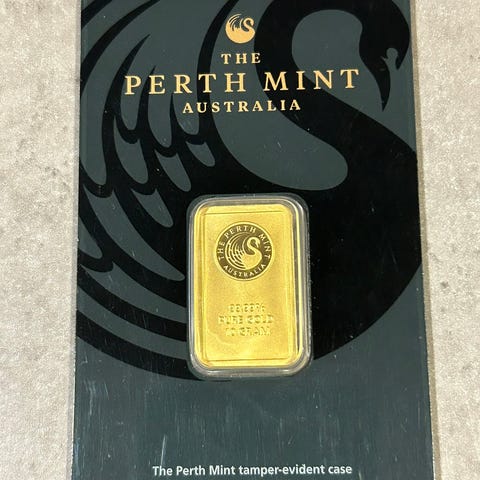 THE
PERTH MINT
AUSTRALIA
THE PERTH MINT
AUSTRALIA
99.99%
PURE GOLD
10 GRAM
The Perth Mint tamper-evident case